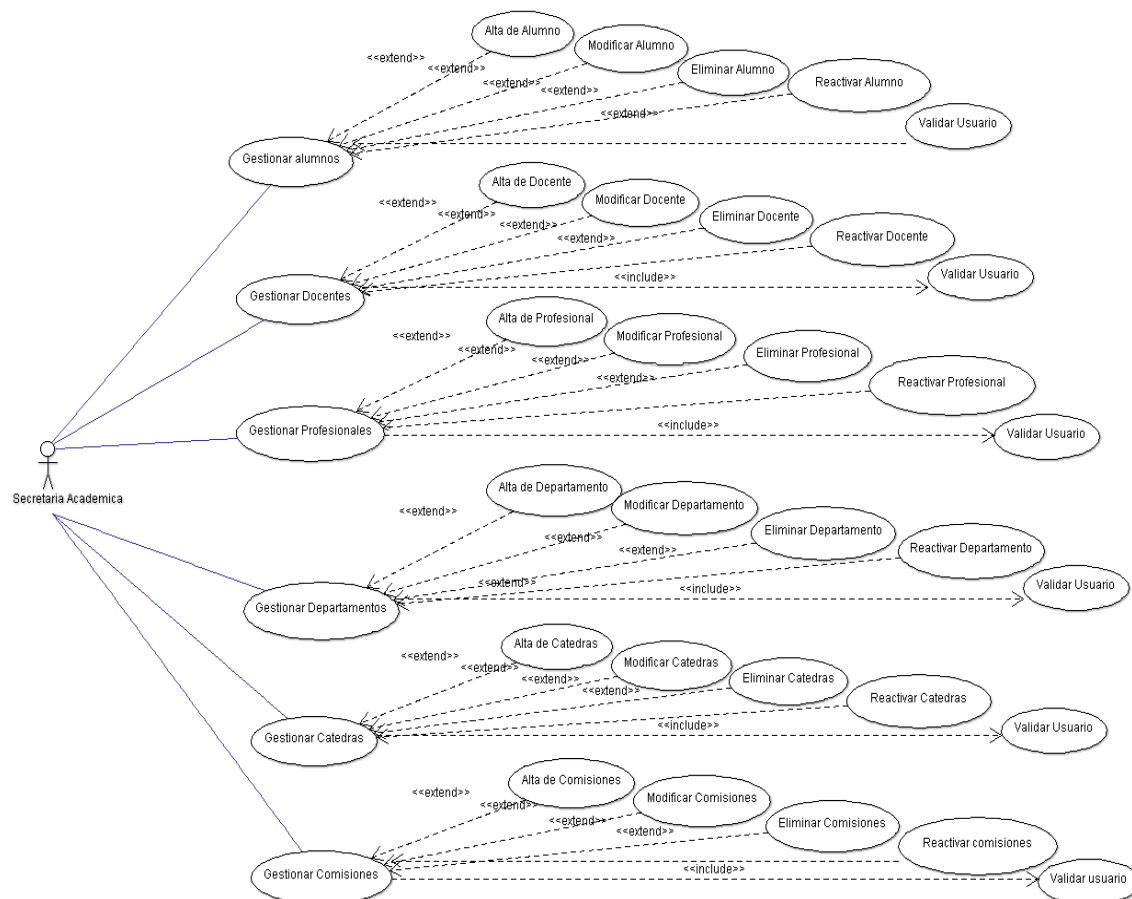 Alta de Alumno
Modificar Alumno
<<extend>>
<<extend>>
Eliminar Alumno
Reactivar Alumno
<<extend>>
<<extend>>
Validar Usuario
Gestionar alumnos
Alta de Docente
Modificar Docente
<<extend>>
<<extend>>
Eliminar Docente
Reactivar Docente
<<extend>>
<<extend>>
Validar Usuario
<<include>>
Gestionar Docentes
Alta de Profesional
<<extend>>
Modificar Profesional
<<extend>>
Eliminar Profesional
<<extend>>
<<extend>>
Reactivar Profesional
<<include>>
Validar Usuario
Gestionar Profesionales
Secretaria Academica
Alta de Departamento
Modificar Departamento
<<extend>>
<<extend>>
Eliminar Departamento
<<extend>>
Reactivar Departamento
<<extend>>
<<include>>
Validar Usuario
Gestionar Departamentos
Alta de Catedras
<<extend>>
<<extend>>
Modificar Catedras
Eliminar Catedras
<<extend>>
<<extend>>
Reactivar Catedras
<<include>>
Validar Usuario
Gestionar Catedras
Alta de Comisiones
<<extend>>
Modificar Comisiones
<<extend>>
<<extend>>
Eliminar Comisiones
<<extend>>
Reactivar comisiones
<<include>>
Validar usuario
Gestionar Comisiones